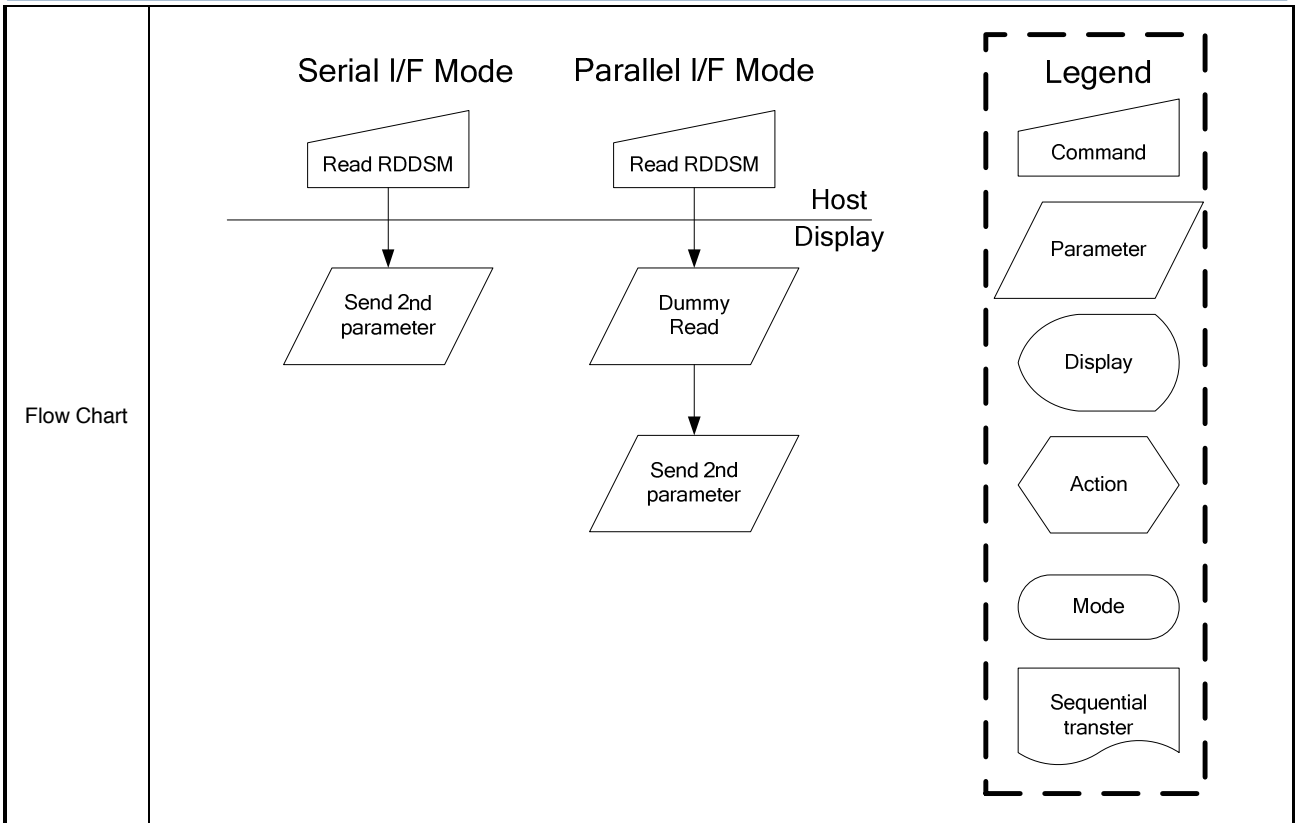 Flow Chart
Serial I/F Mode
Parallel I/F Mode
Read RDDSM
Read RDDSM
Host
Display
Send 2nd
parameter
Dummy
Read
Send 2nd
parameter
Legend
Command
Parameter
Display
Action
Mode
Sequential
transter